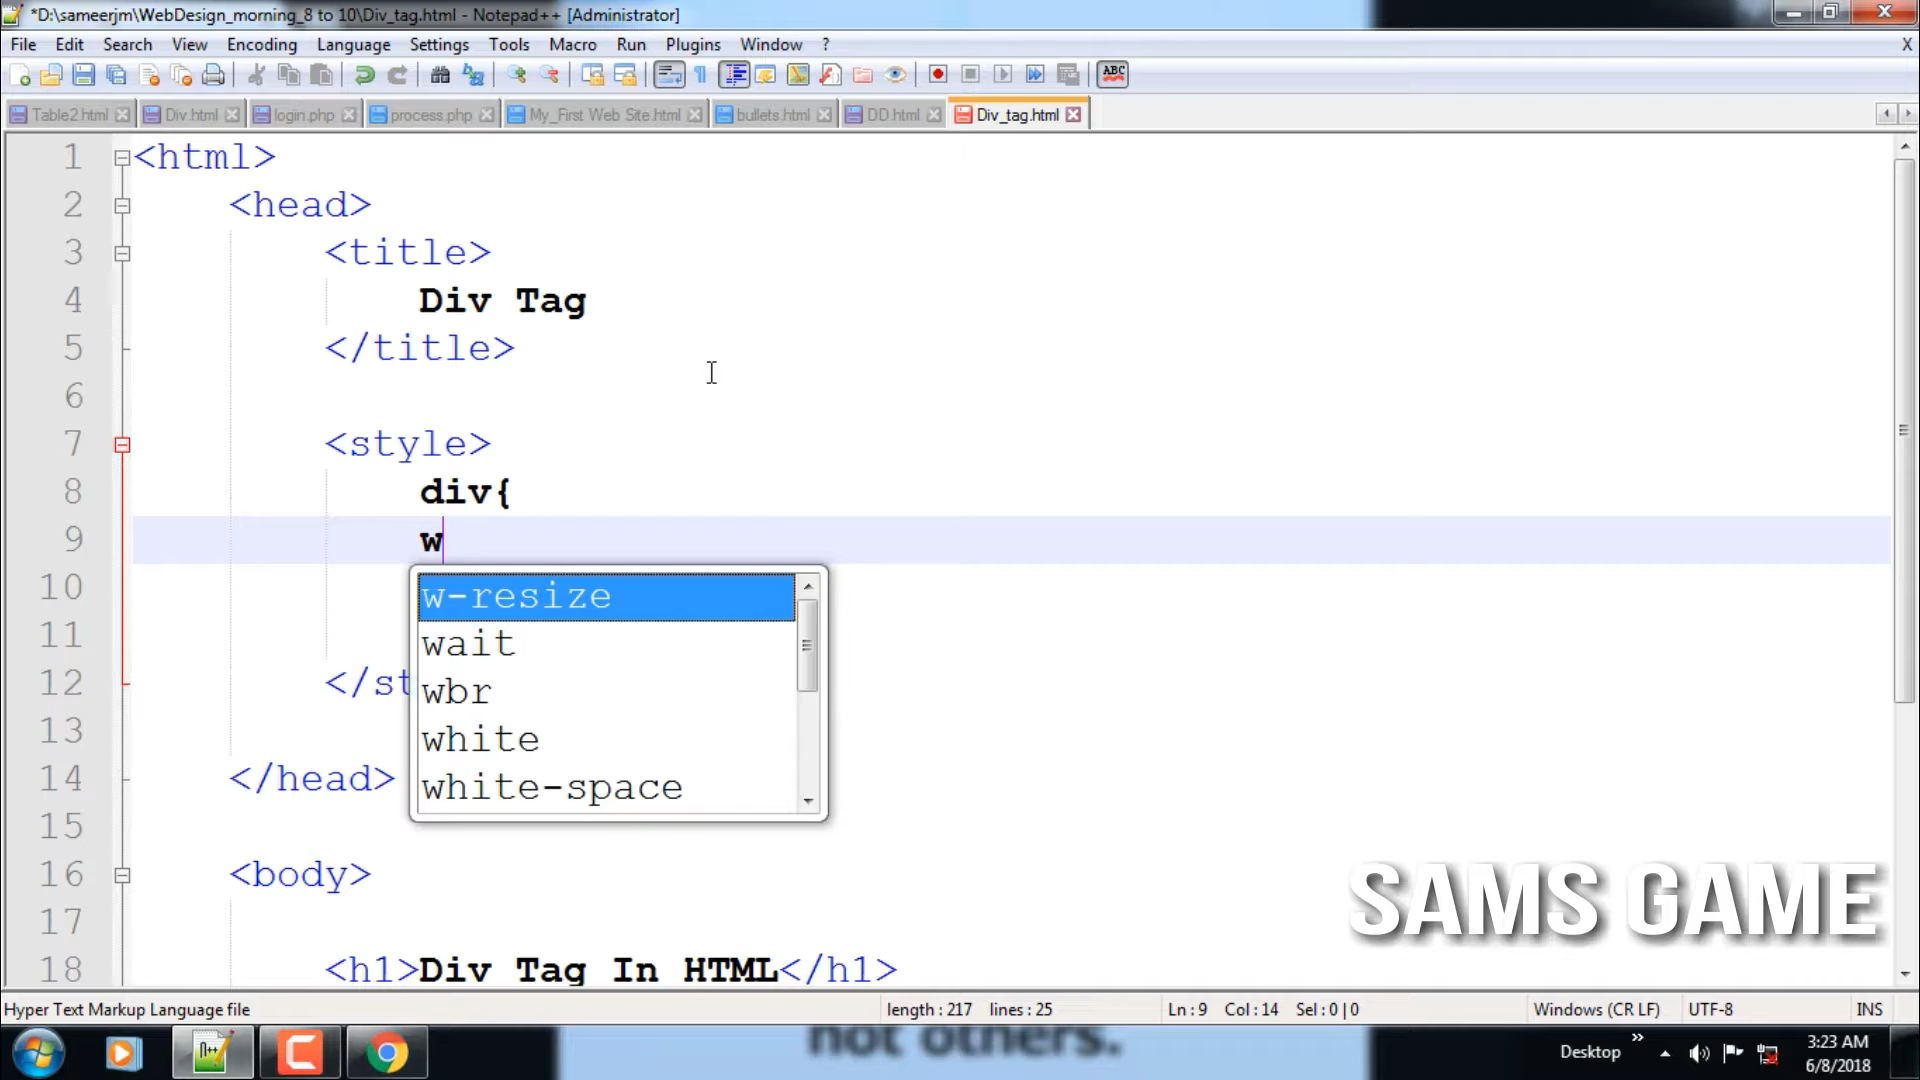 *D:\sameerjm\WebDesign_morning_8 to 10\Div_tag.html - Notepad++ [Administrator]
File Edit Search View Encoding Language Settings Tools Macro Run Plugins Window ? X
ABC
Table2.html Div.html login.php process.php My_First Web Site.html bullets.html DD.html Div_tag.html
1 <html>
2 <head>
3 <title>
4 Div Tag
5 </title>
6
7 <style>
8 div{
9 w
10 w-resize
11 wait
12 </st wbr
13 white
14 </head> white-space
15
16 <body>
17
18 <h1>Div Tag In HTML</h1>
SAMS GAME
Hyper Text Markup Language file length : 217 lines : 25 Ln : 9 Col : 14 Sel : 0 | 0 Windows (CR LF) UTF-8 INS
not others.
Desktop » 3:23 AM
6/8/2018